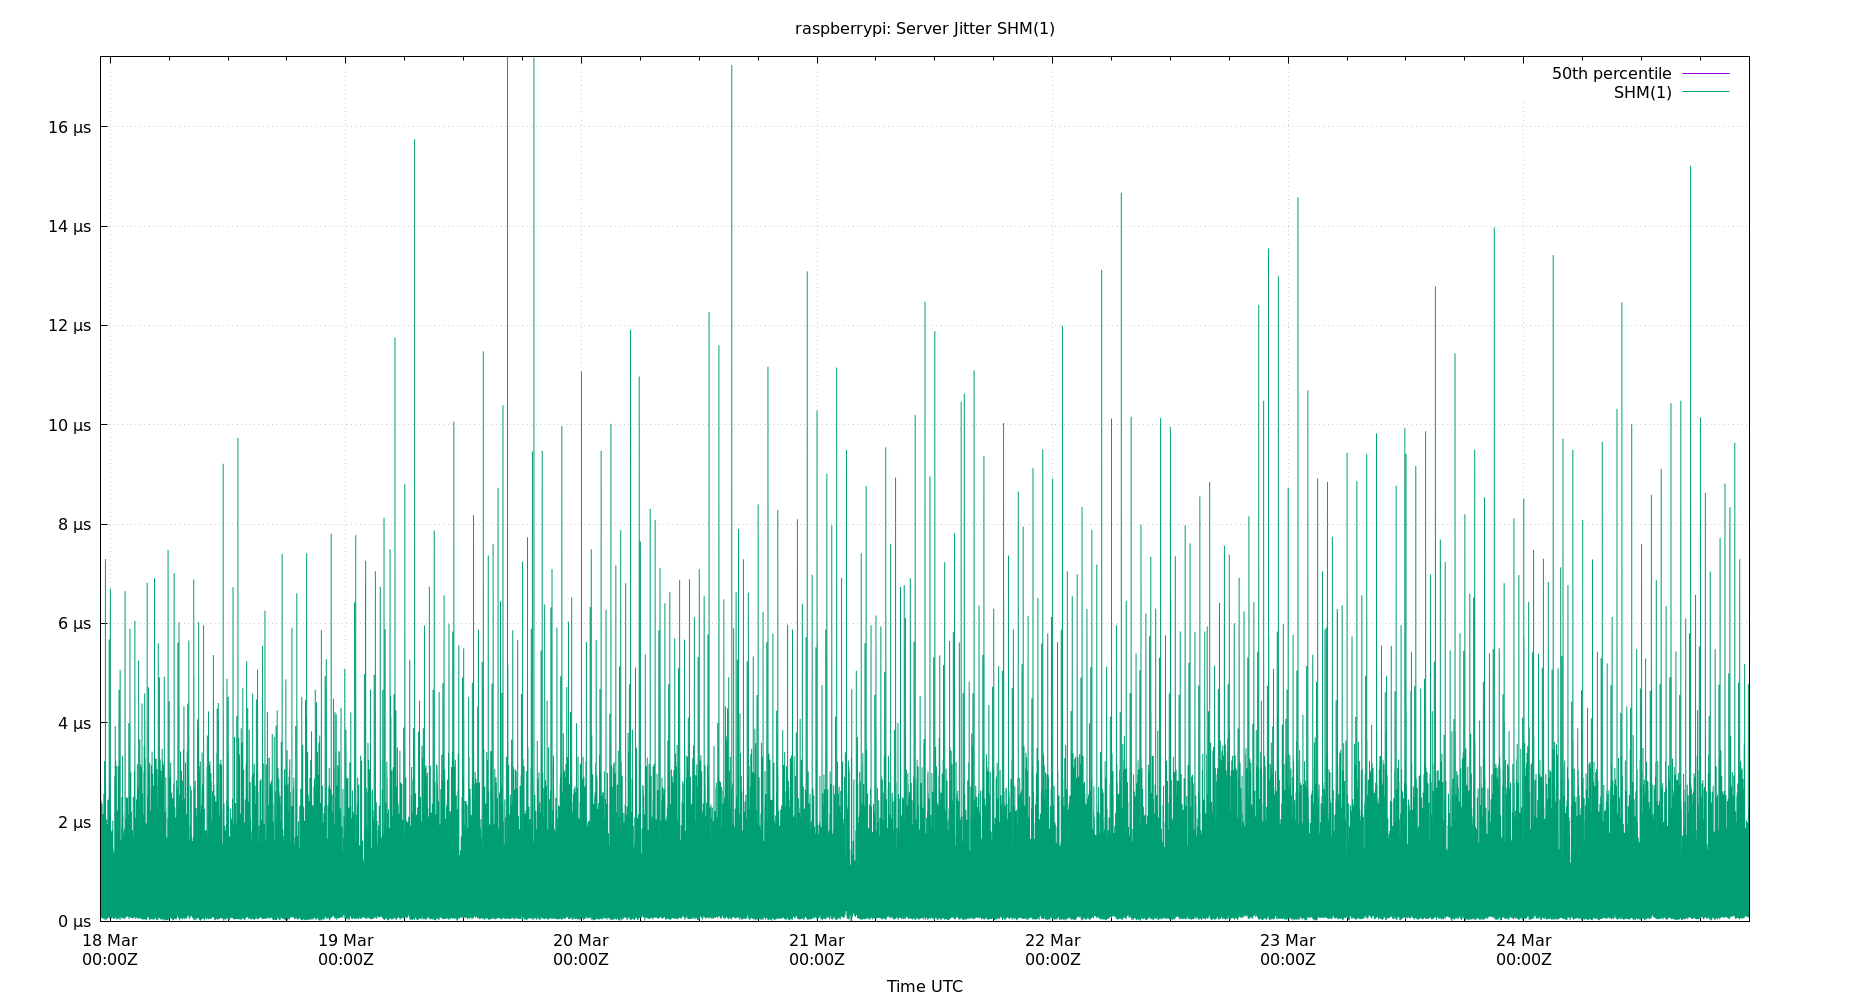 raspberrypi: Server Jitter SHM(1)
50th percentile
SHM(1)
16 µs
14 µs
12 µs
10 µs
8 µs
6 µs
4 µs
2 µs
0 µs
18 Mar 19 Mar 20 Mar 21 Mar 22 Mar 23 Mar 24 Mar
00:00Z 00:00Z 00:00Z 00:00Z 00:00Z 00:00Z 00:00Z
Time UTC